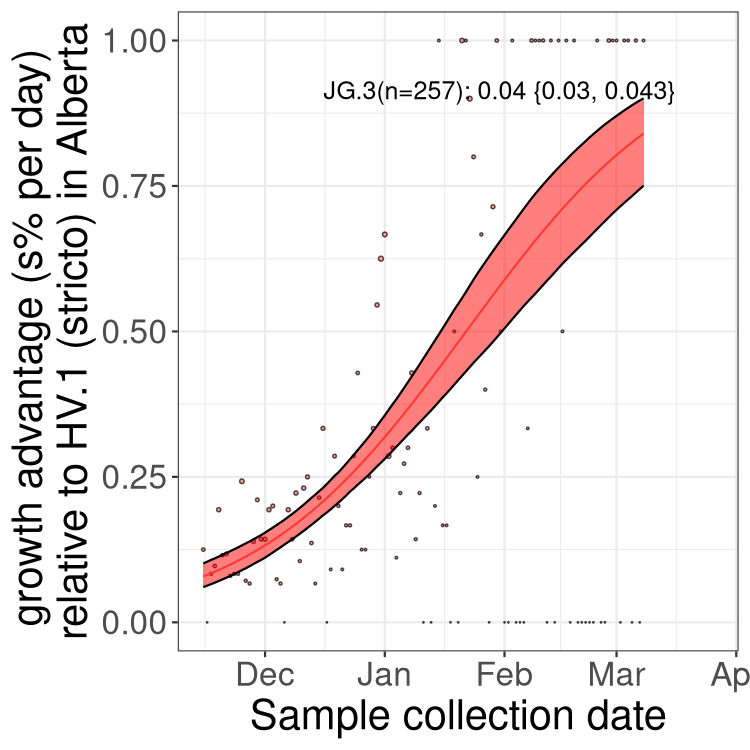 growth advantage (s% per day)
relative to HV.1 (stricto) in Alberta
1.00
0.75
0.50
0.25
0.00
JG.3(n=257): 0.04 {0.03, 0.043}
Dec Jan Feb Mar Ap
Sample collection date